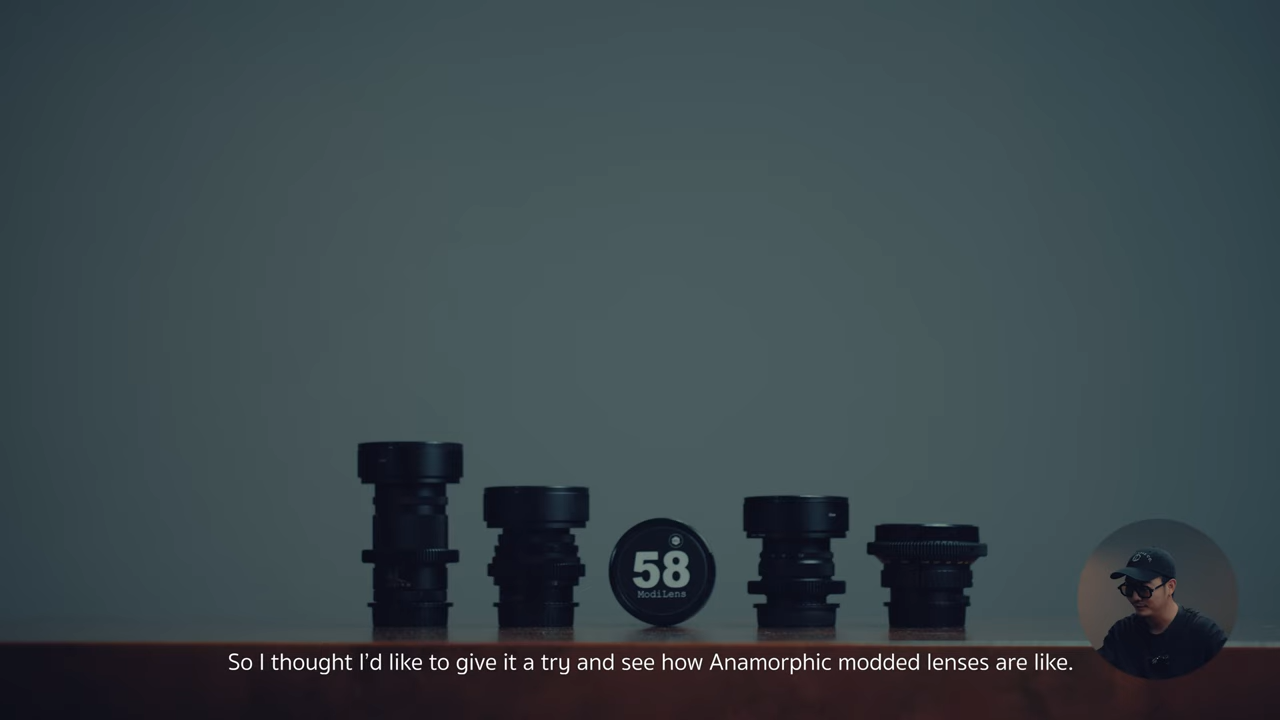 58
ModiLens
So I thought I'd like to give it a try and see how Anamorphic modded lenses are like.